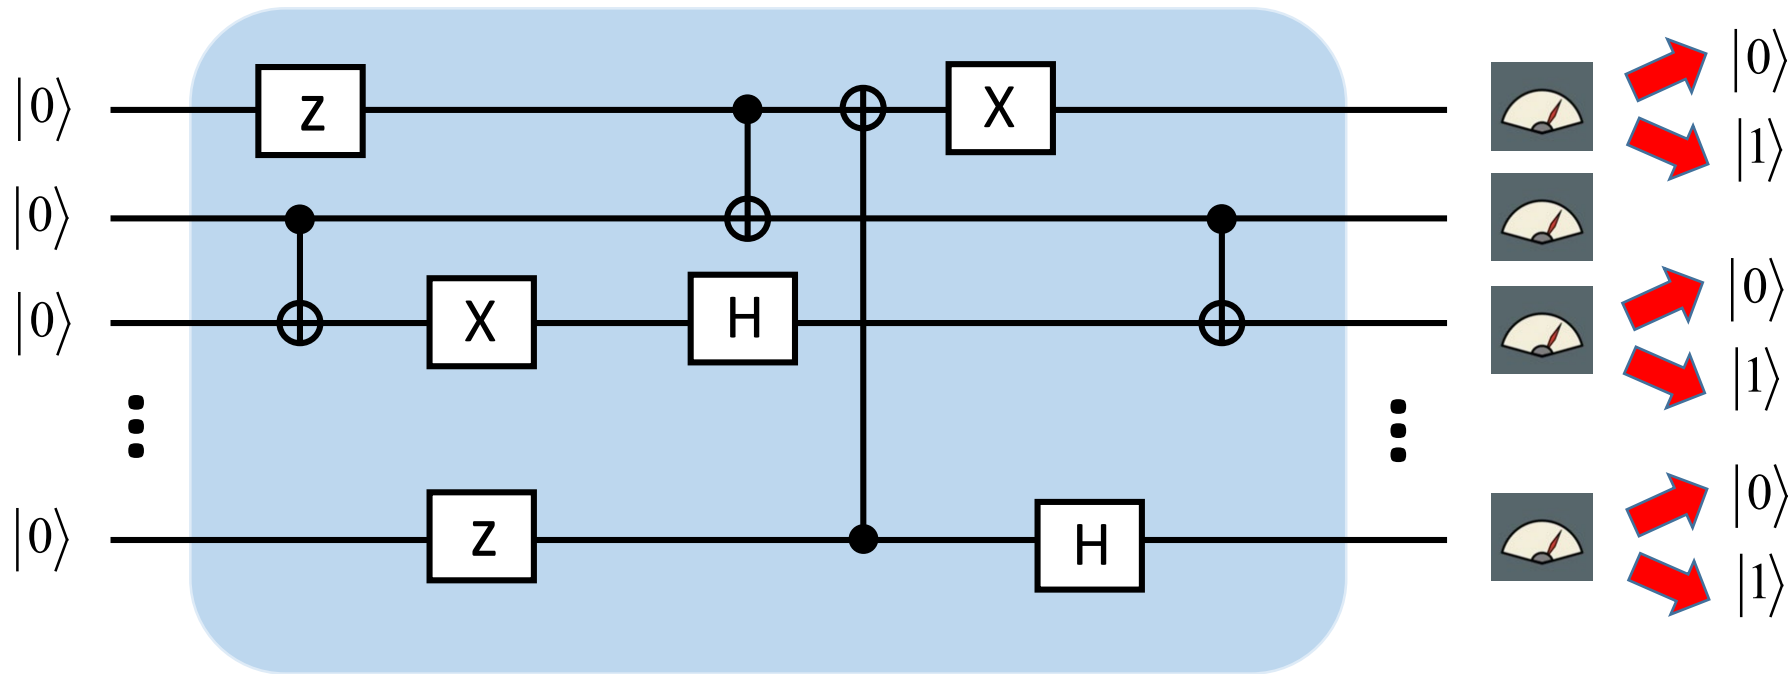 |0⟩ Z X |0⟩
|1⟩
|0⟩
|0⟩ X H |0⟩
|1⟩
|0⟩ Z H |0⟩
|1⟩